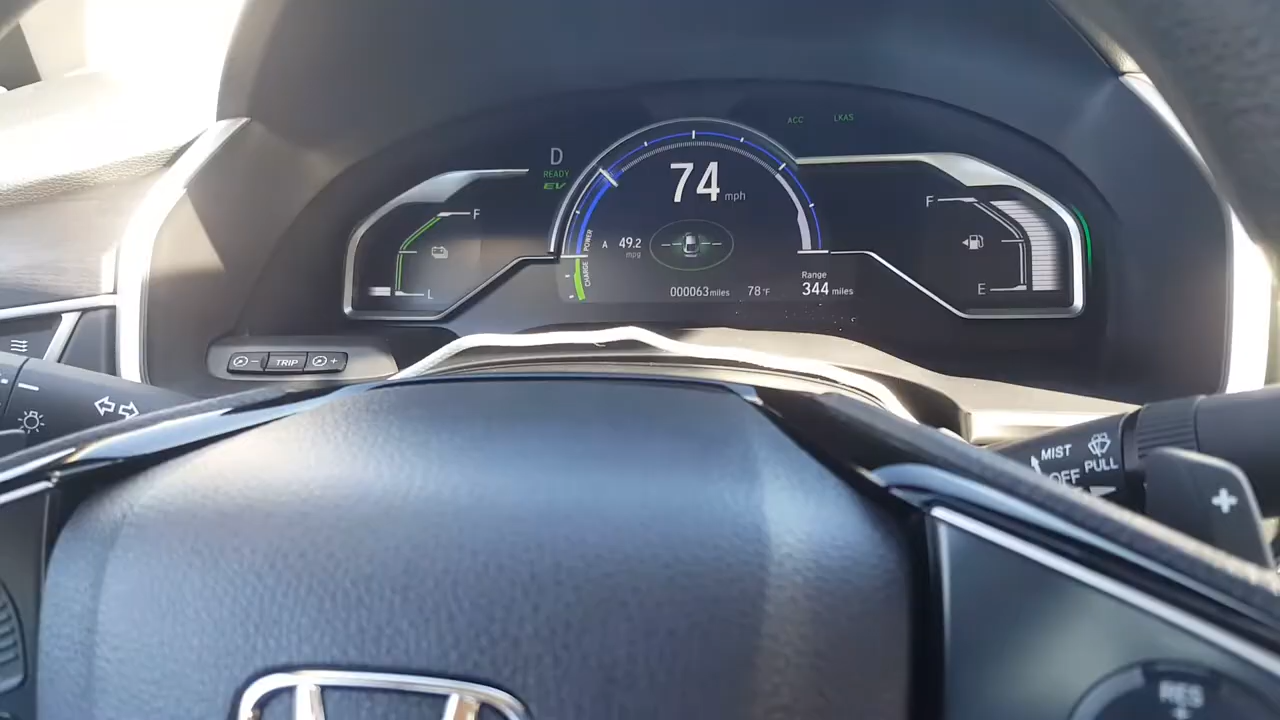 ACC LKAS
D
READY
EV
74 mph
F
F
POWER
A 49.2
mpg
CHARGE
Range
344 miles
000063 miles 78°F
L
E
- TRIP +
MIST
OFF PULL
+
RES
+